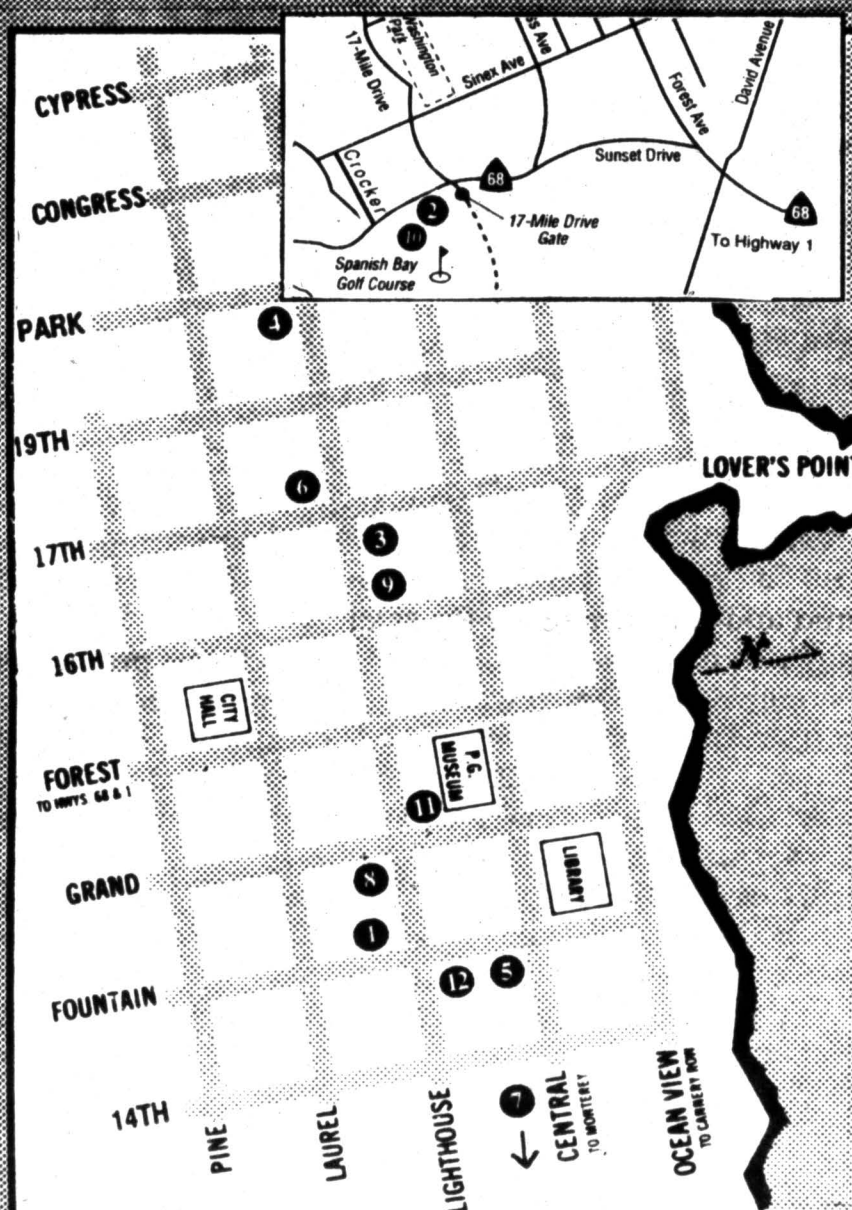 CYPRESS
CONGRESS
PARK
19TH
17TH
16TH
FOREST
TO HWYS 68 & 1
GRAND
FOUNTAIN
14TH
17-Mile Drive
Washington
Park
ss Ave
Sinex Ave
Forest Ave
David Avenue
Crocker
Sunset Drive
68
68
2
10
17-Mile Drive
Gate
To Highway 1
Spanish Bay
Golf Course
4
LOVER'S POINT
6
3
9
N
CITY
HALL
P.G.
MUSEUM
11
8
LIBRARY
1
12
5
7
PINE
LAUREL
LIGHTHOUSE
CENTRAL
TO MONTEREY
OCEAN VIEW
TO CANNERY ROW